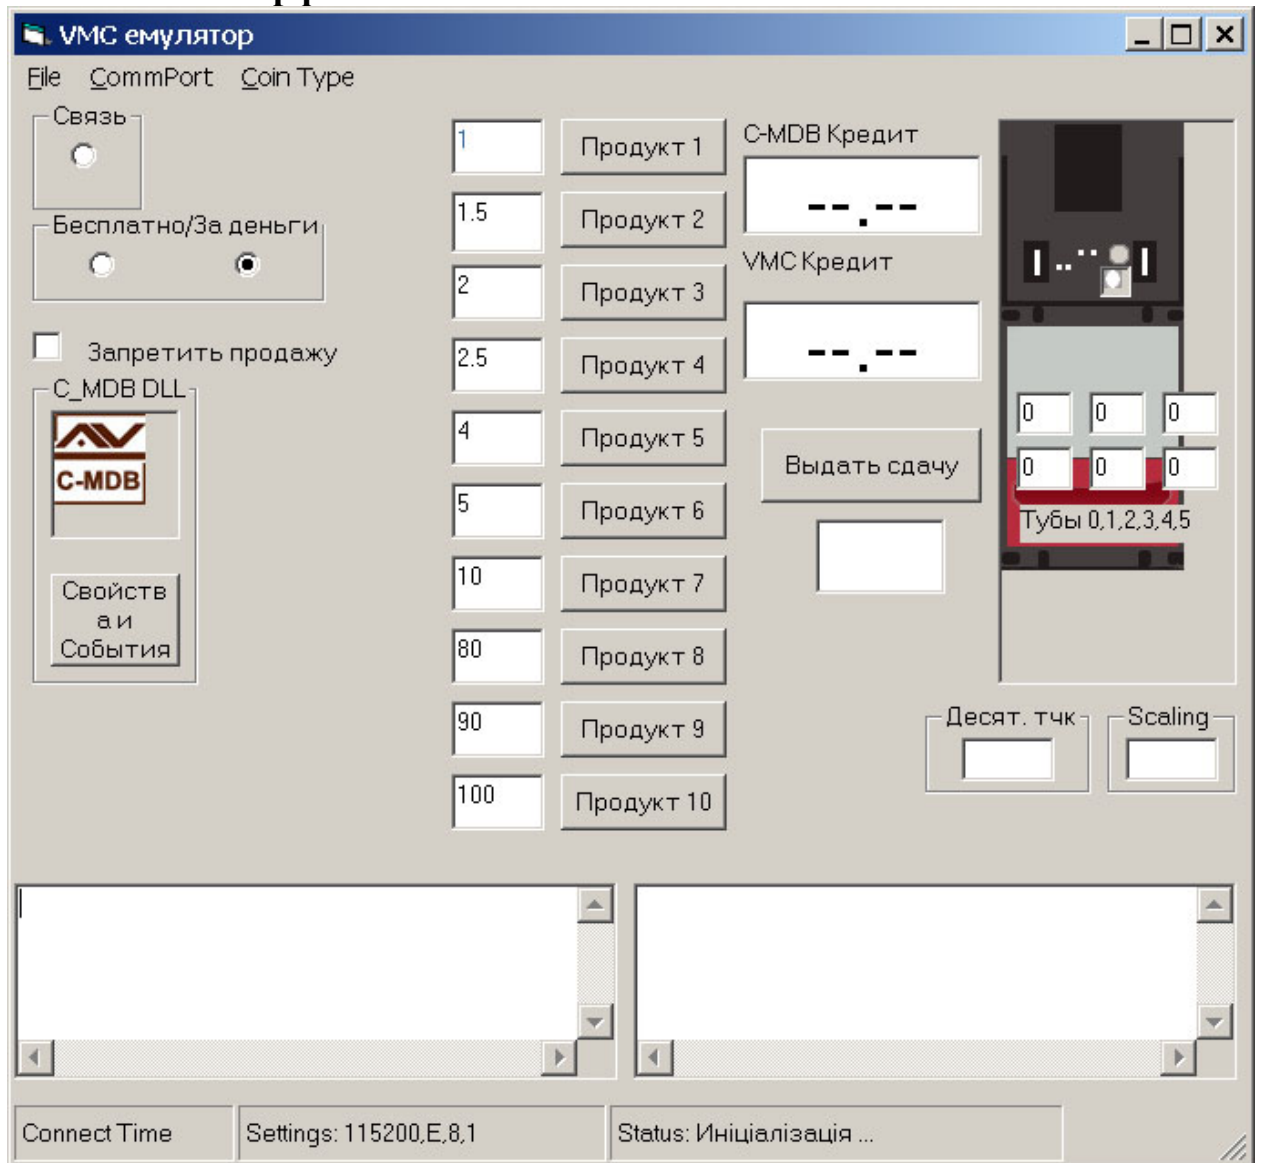 VMC емулятор
File CommPort Coin Type
Связь
Бесплатно/За деньги
Запретить продажу
C_MDB DLL
C-MDB
Свойств
а и
События
1 Продукт 1
1.5 Продукт 2
2 Продукт 3
2.5 Продукт 4
4 Продукт 5
5 Продукт 6
10 Продукт 7
80 Продукт 8
90 Продукт 9
100 Продукт 10
C-MDB Кредит
--.--
VMC Кредит
--.--
Выдать сдачу
0 0 0
0 0 0
Тубы 0,1,2,3,4,5
Десят. тчк
Scaling
Connect Time
Settings: 115200,E,8,1
Status: Ініціалізація ...